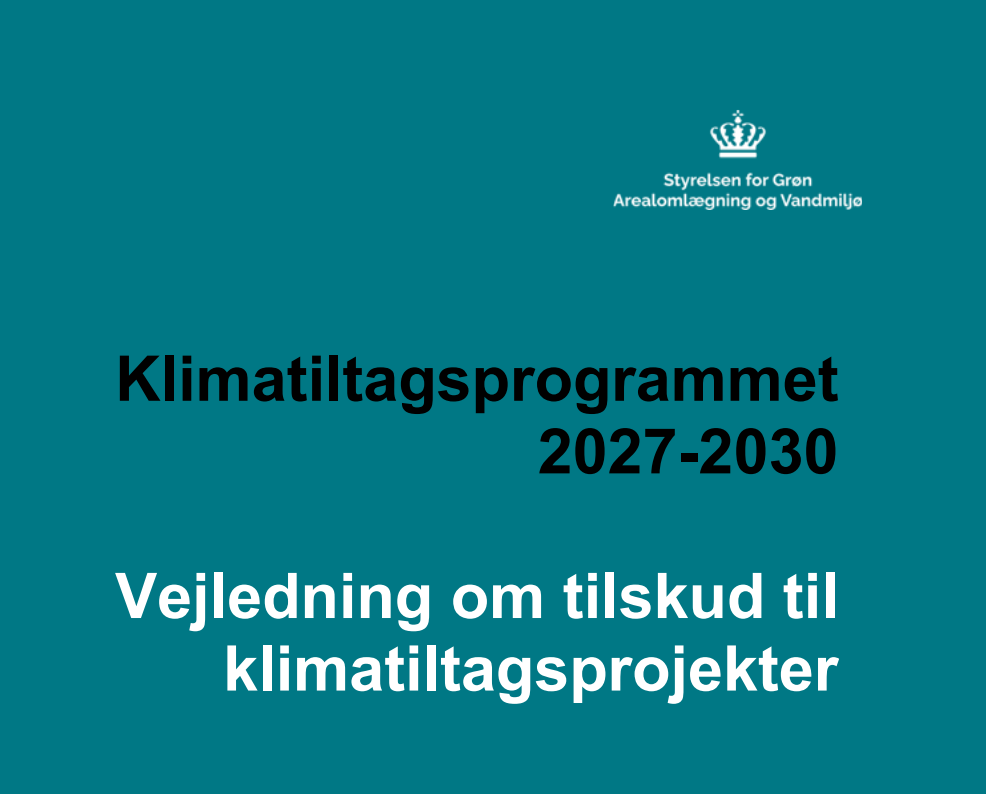 Styrelsen for Grøn
Arealomlægning og Vandmiljø
Klimatiltagsprogrammet
2027-2030
Vejledning om tilskud til
klimatiltagsprojekter